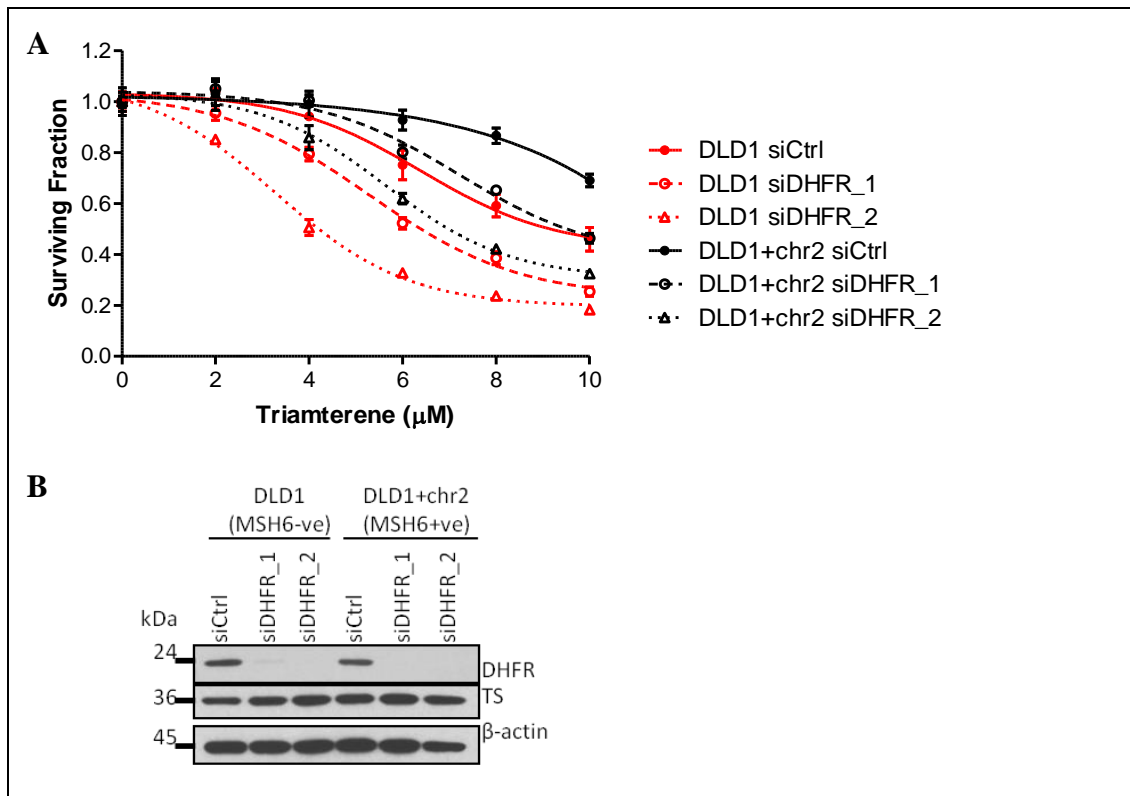 A
1.2
1.0
0.8
0.6
0.4
0.2
0.0
Surviving Fraction
0 2 4 6 8 10
Triamterene (μM)
DLD1 siCtrl
DLD1 siDHFR_1
DLD1 siDHFR_2
DLD1+chr2 siCtrl
DLD1+chr2 siDHFR_1
DLD1+chr2 siDHFR_2
B
DLD1 DLD1+chr2
(MSH6-ve) (MSH6+ve)
kDa
siCtrl
siDHFR_1
siDHFR_2
siCtrl
siDHFR_1
siDHFR_2
24 DHFR
36 TS
45 β-actin